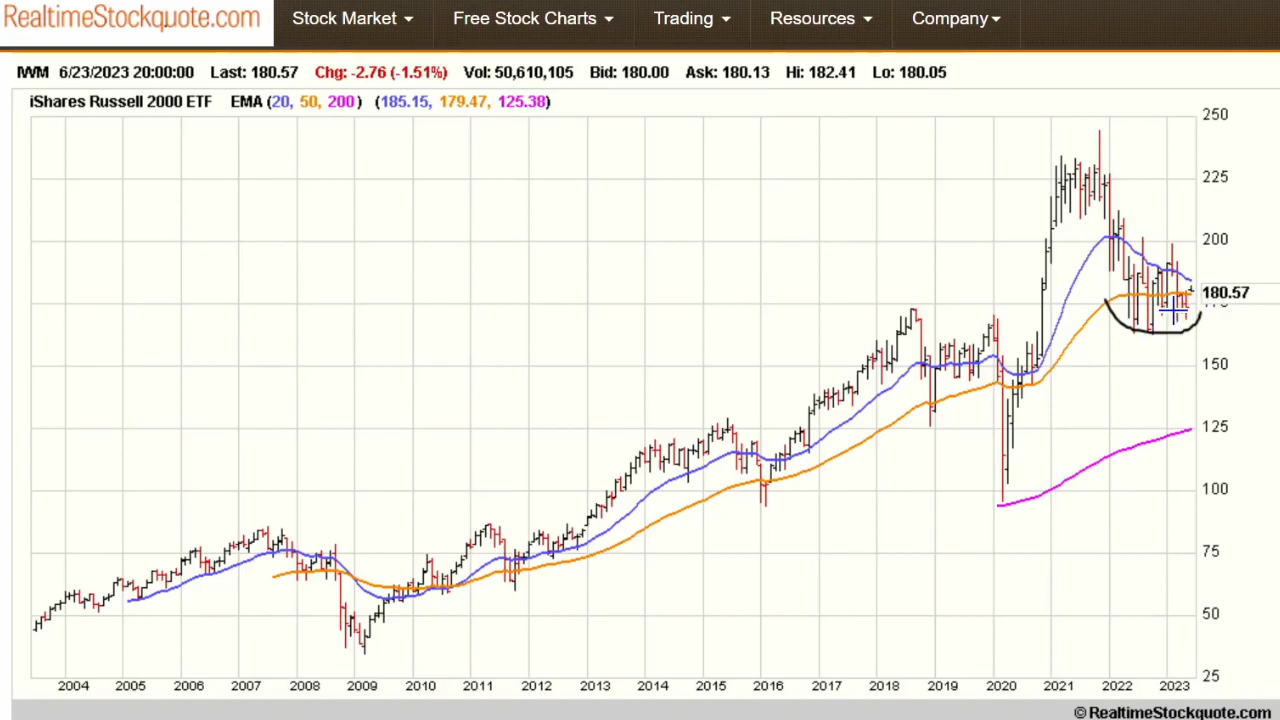 RealtimeStockquote.com Stock Market Free Stock Charts Trading Resources Company
IWM 6/23/2023 20:00:00 Last: 180.57 Chg: -2.76 (-1.51%) Vol: 50,610,105 Bid: 180.00 Ask: 180.13 Hi: 182.41 Lo: 180.05
iShares Russell 2000 ETF EMA (20, 50, 200) (185.15, 179.47, 125.38)
250
225
200
180.57
150
125
100
75
50
25
2004 2005 2006 2007 2008 2009 2010 2011 2012 2013 2014 2015 2016 2017 2018 2019 2020 2021 2022 2023
© RealtimeStockquote.com